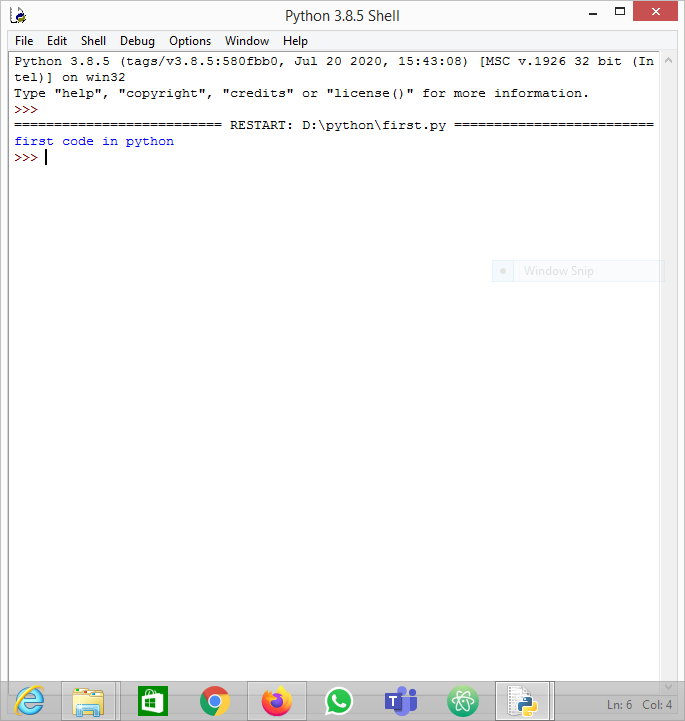 Python 3.8.5 Shell
File Edit Shell Debug Options Window Help
Python 3.8.5 (tags/v3.8.5:580fbb0, Jul 20 2020, 15:43:08) [MSC v.1926 32 bit (In
tel)] on win32
Type "help", "copyright", "credits" or "license()" for more information.
>>>
========================== RESTART: D:\python\first.py =========================
first code in python
>>>
Window Snip
Ln: 6 Col: 4